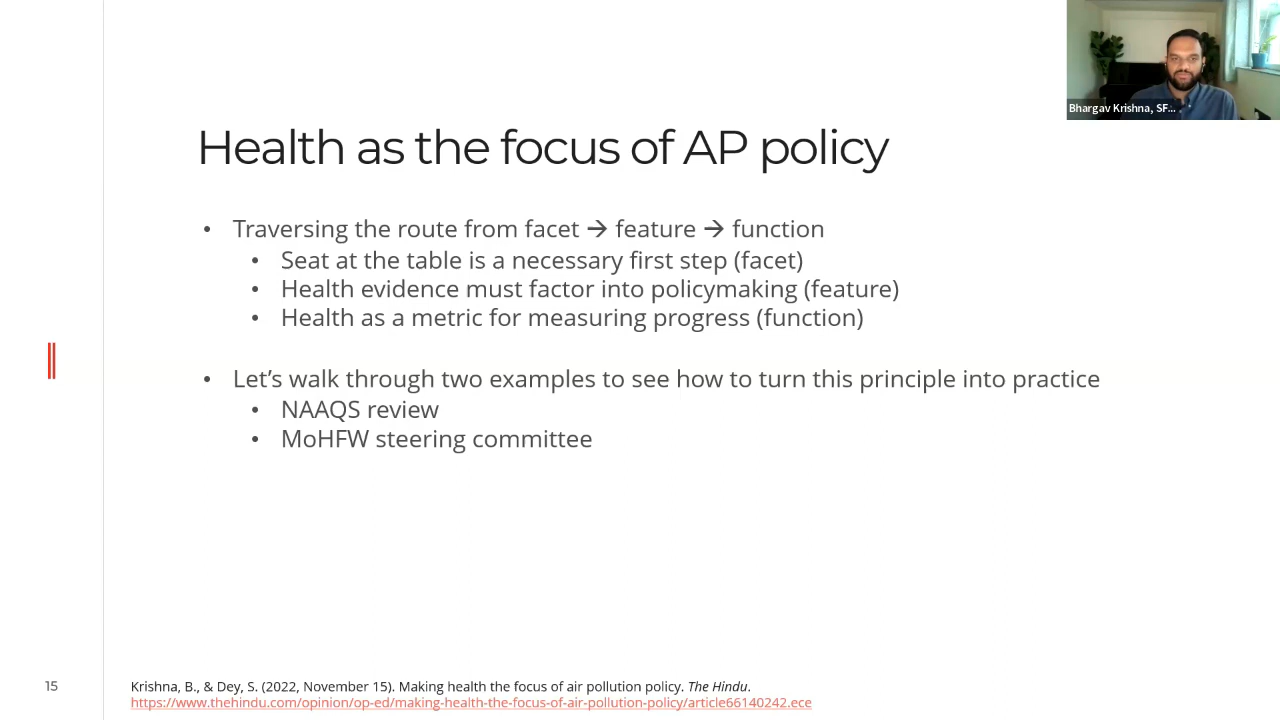 Bhargav Krishna, SF...
Health as the focus of AP policy
• Traversing the route from facet → feature → function
• Seat at the table is a necessary first step (facet)
• Health evidence must factor into policymaking (feature)
• Health as a metric for measuring progress (function)
• Let’s walk through two examples to see how to turn this principle into practice
• NAAQS review
• MoHFW steering committee
15
Krishna, B., & Dey, S. (2022, November 15). Making health the focus of air pollution policy. The Hindu.
https://www.thehindu.com/opinion/op-ed/making-health-the-focus-of-air-pollution-policy/article66140242.ece